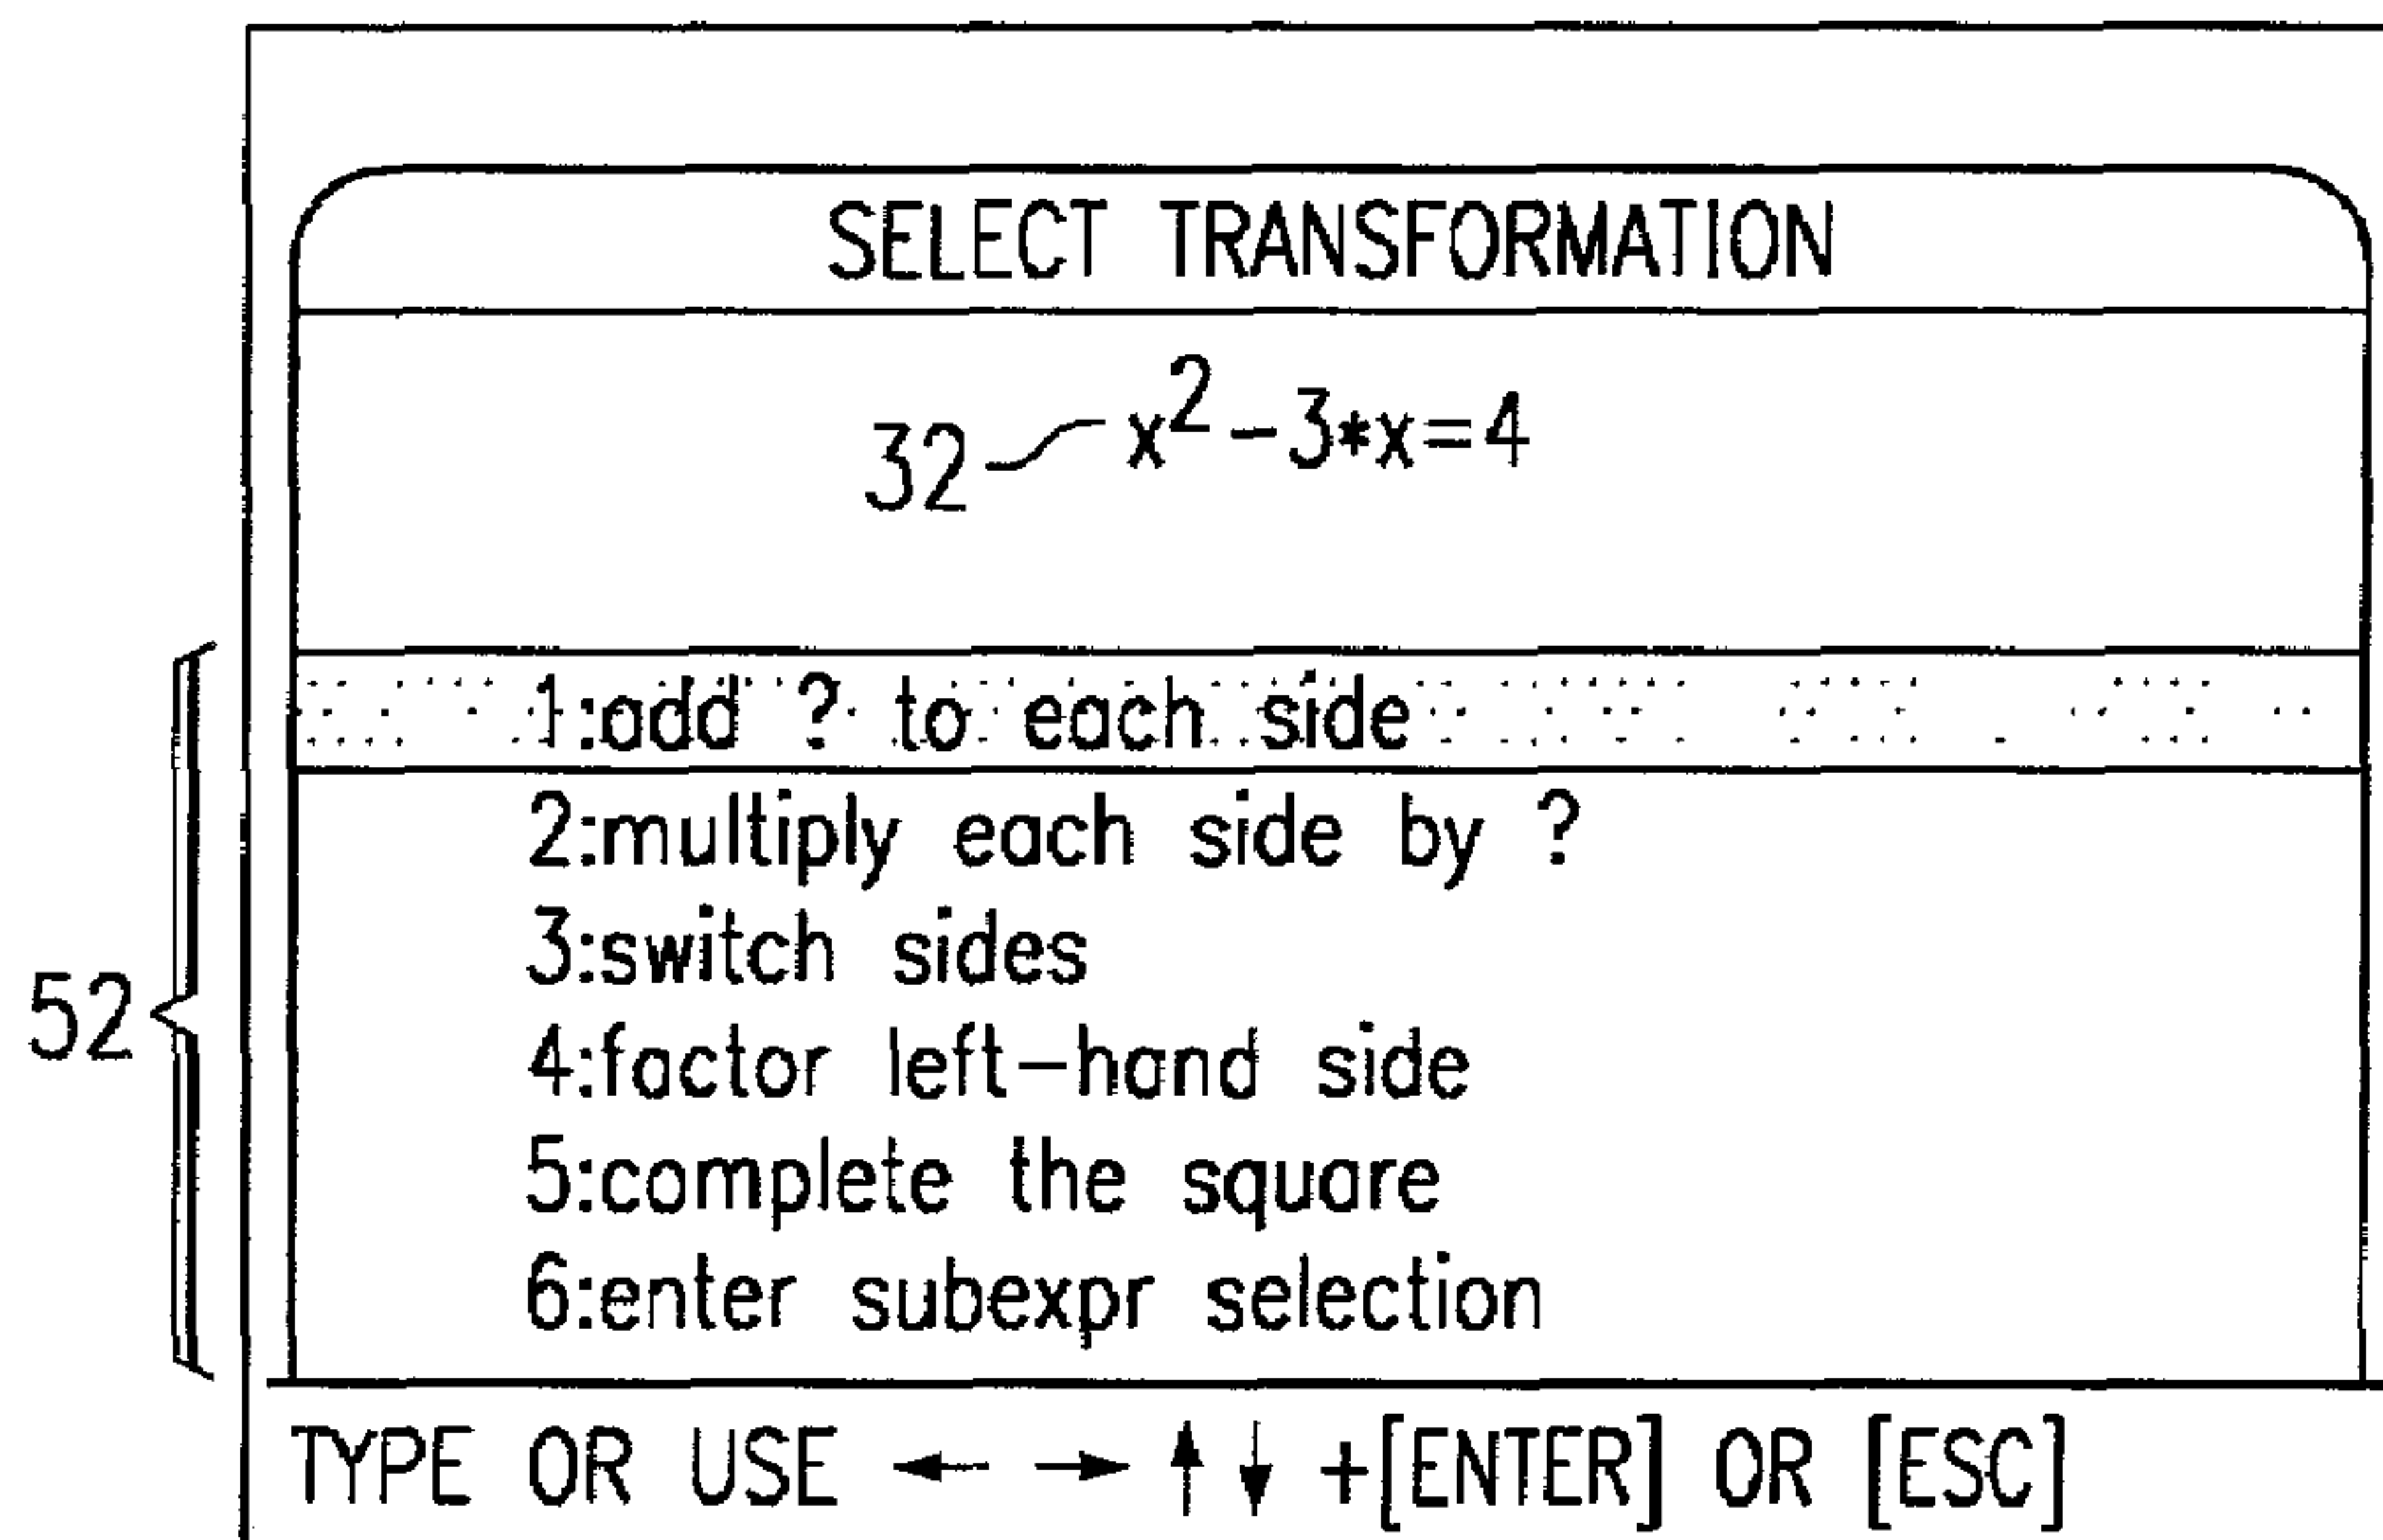 SELECT TRANSFORMATION
32 x²-3*x=4
1:add ? to each side
2:multiply each side by ?
3:switch sides
4:factor left-hand side
5:complete the square
6:enter subexpr selection
52
TYPE OR USE ← → ↑ ↓ +[ENTER] OR [ESC]